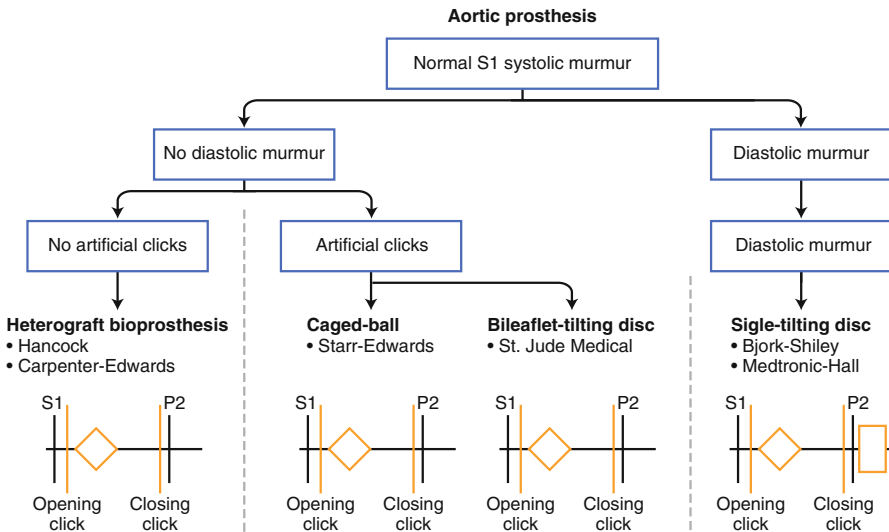 Aortic prosthesis
Normal S1 systolic murmur
No diastolic murmur
Diastolic murmur
No artificial clicks
Artificial clicks
Diastolic murmur
Heterograft bioprosthesis
• Hancock
• Carpenter-Edwards
Caged-ball
• Starr-Edwards
Bileaflet-tilting disc
• St. Jude Medical
Sigle-tilting disc
• Bjork-Shiley
• Medtronic-Hall
S1
P2
Opening
click
Closing
click
S1
P2
Opening
click
Closing
click
S1
P2
Opening
click
Closing
click
S1
P2
Opening
click
Closing
click